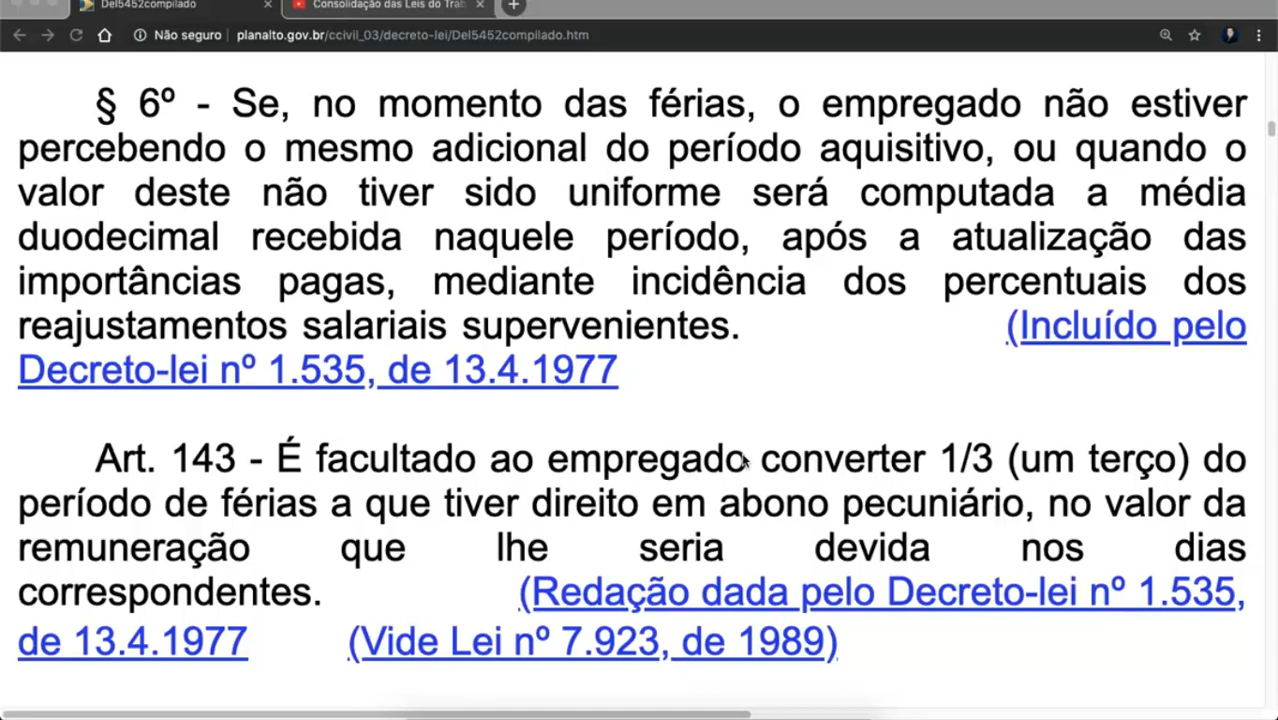 Del5452compilado
Consolidação das Leis do Trab
Não seguro planalto.gov.br/ccivil_03/decreto-lei/Del5452compilado.htm
§ 6º - Se, no momento das férias, o empregado não estiver
percebendo o mesmo adicional do período aquisitivo, ou quando o
valor deste não tiver sido uniforme será computada a média
duodecimal recebida naquele período, após a atualização das
importâncias pagas, mediante incidência dos percentuais dos
reajustamentos salariais supervenientes. (Incluído pelo
Decreto-lei nº 1.535, de 13.4.1977
Art. 143 - É facultado ao empregado converter 1/3 (um terço) do
período de férias a que tiver direito em abono pecuniário, no valor da
remuneração que lhe seria devida nos dias
correspondentes. (Redação dada pelo Decreto-lei nº 1.535,
de 13.4.1977 (Vide Lei nº 7.923, de 1989)